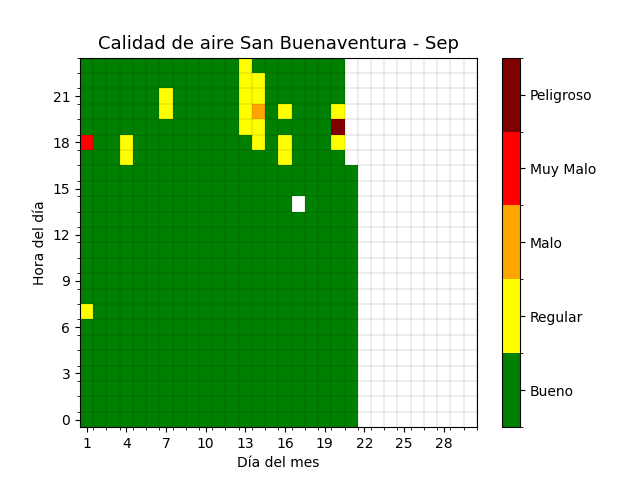 Calidad de aire San Buenaventura - Sep
Hora del día
21
18
15
12
9
6
3
0
1 4 7 10 13 16 19 22 25 28
Día del mes
Peligroso
Muy Malo
Malo
Regular
Bueno